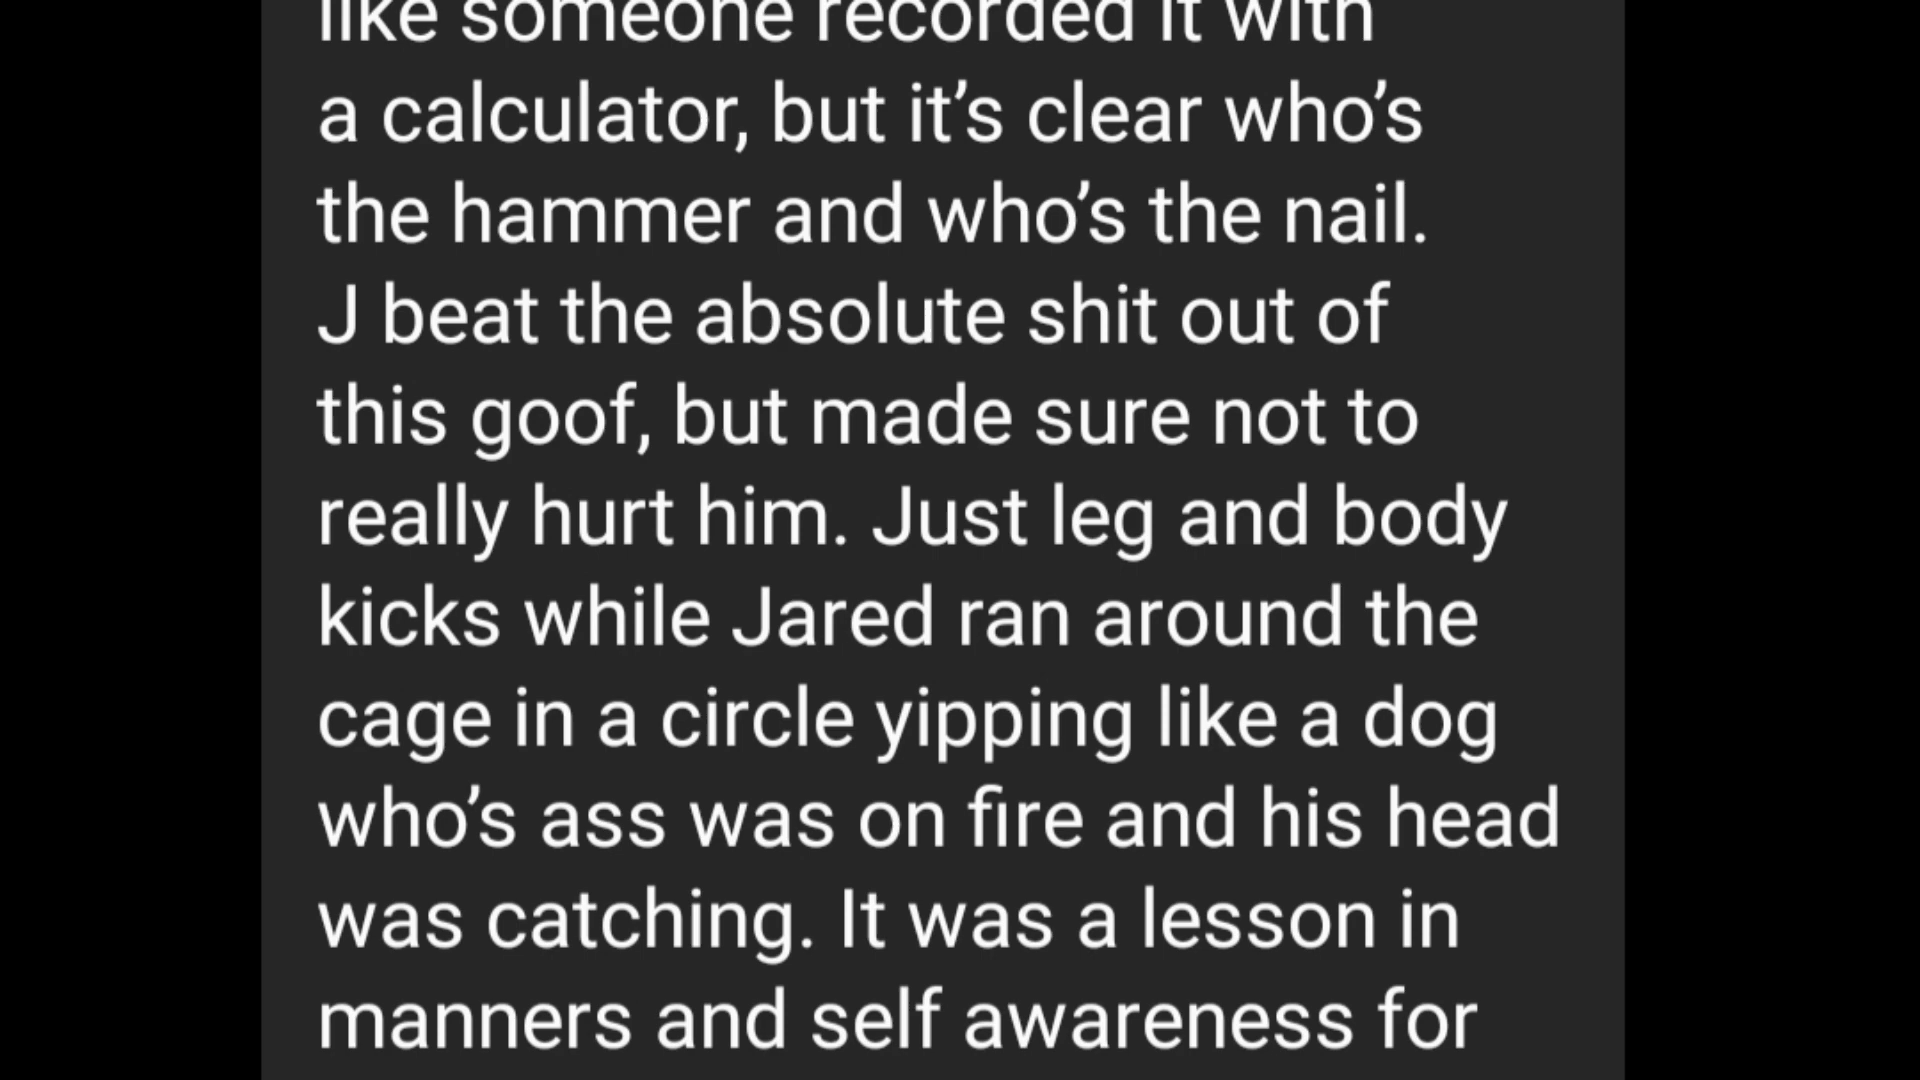 like someone recorded it with
a calculator, but it’s clear who’s
the hammer and who’s the nail.
J beat the absolute shit out of
this goof, but made sure not to
really hurt him. Just leg and body
kicks while Jared ran around the
cage in a circle yipping like a dog
who’s ass was on fire and his head
was catching. It was a lesson in
manners and self awareness for